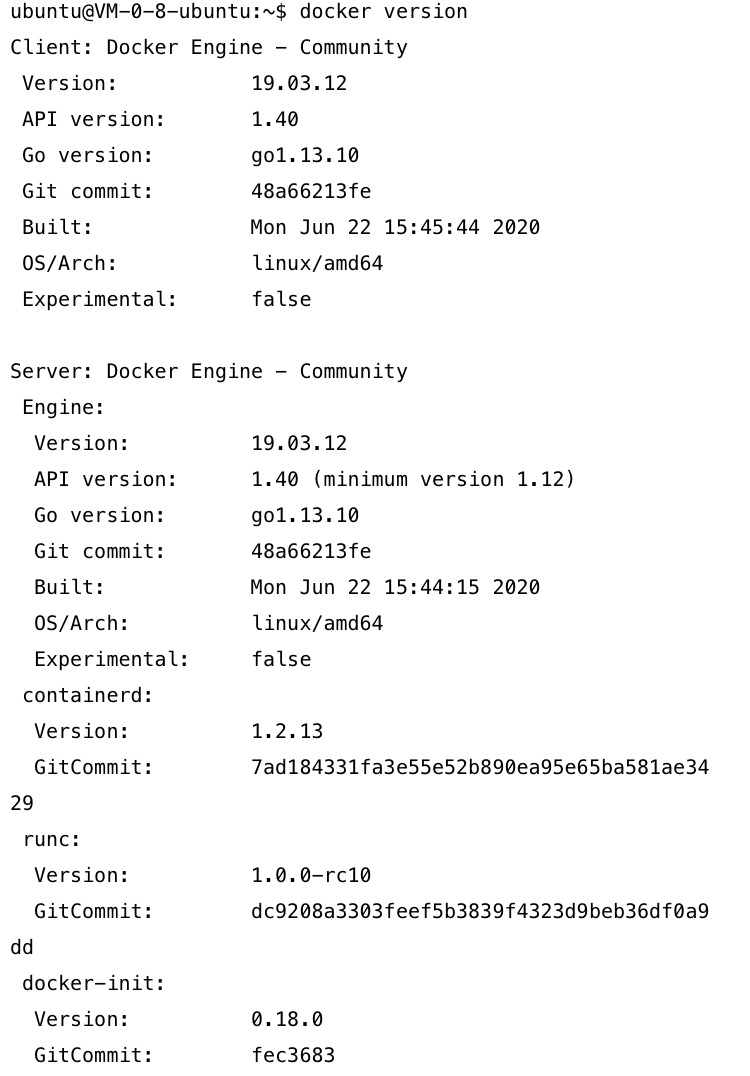 ubuntu@VM-0-8-ubuntu:~$ docker version
Client: Docker Engine - Community
 Version:           19.03.12
 API version:       1.40
 Go version:        go1.13.10
 Git commit:        48a66213fe
 Built:             Mon Jun 22 15:45:44 2020
 OS/Arch:           linux/amd64
 Experimental:      false

Server: Docker Engine - Community
 Engine:
  Version:          19.03.12
  API version:      1.40 (minimum version 1.12)
  Go version:       go1.13.10
  Git commit:       48a66213fe
  Built:            Mon Jun 22 15:44:15 2020
  OS/Arch:          linux/amd64
  Experimental:     false
 containerd:
  Version:          1.2.13
  GitCommit:        7ad184331fa3e55e52b890ea95e65ba581ae34
29
 runc:
  Version:          1.0.0-rc10
  GitCommit:        dc9208a3303feef5b3839f4323d9beb36df0a9
dd
 docker-init:
  Version:          0.18.0
  GitCommit:        fec3683